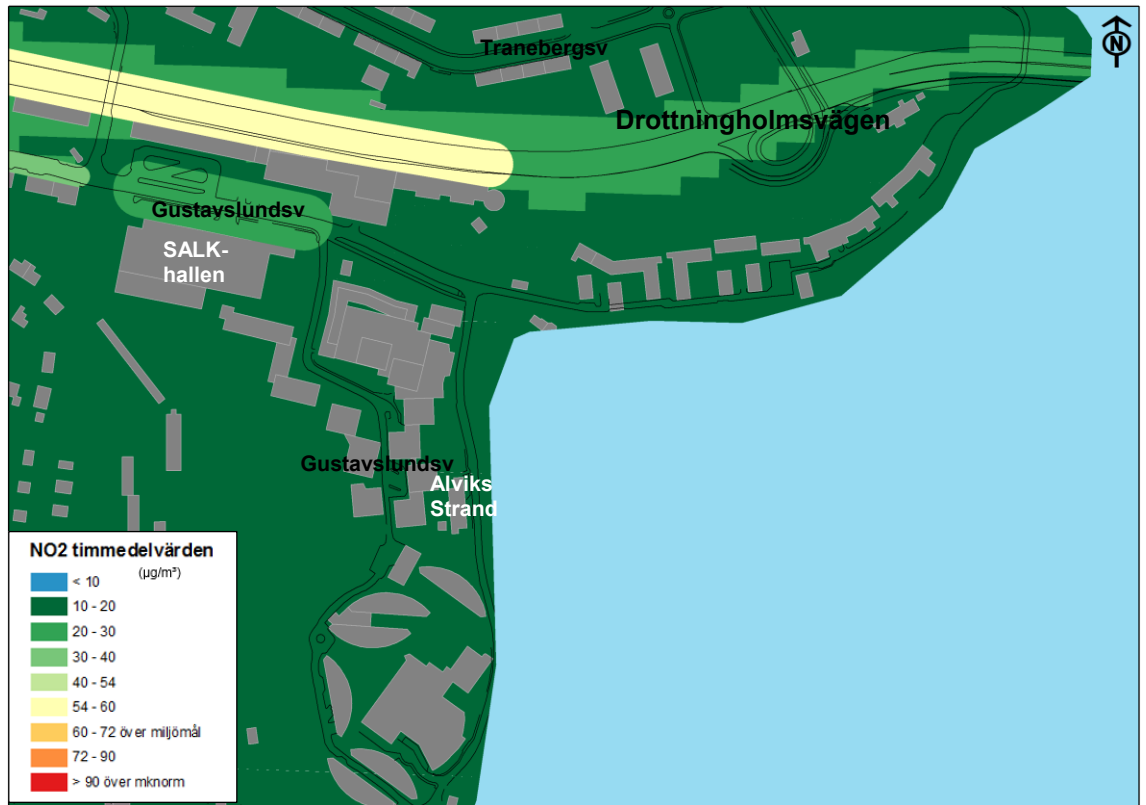 Tranebergsv
N
Drottningholmsvägen
Gustavslundsv
SALK-
hallen
Gustavslundsv
Alviks
Strand
NO2 timmedelvärden
(µg/m³)
< 10
10 - 20
20 - 30
30 - 40
40 - 54
54 - 60
60 - 72 över miljömål
72 - 90
> 90 över mknorm